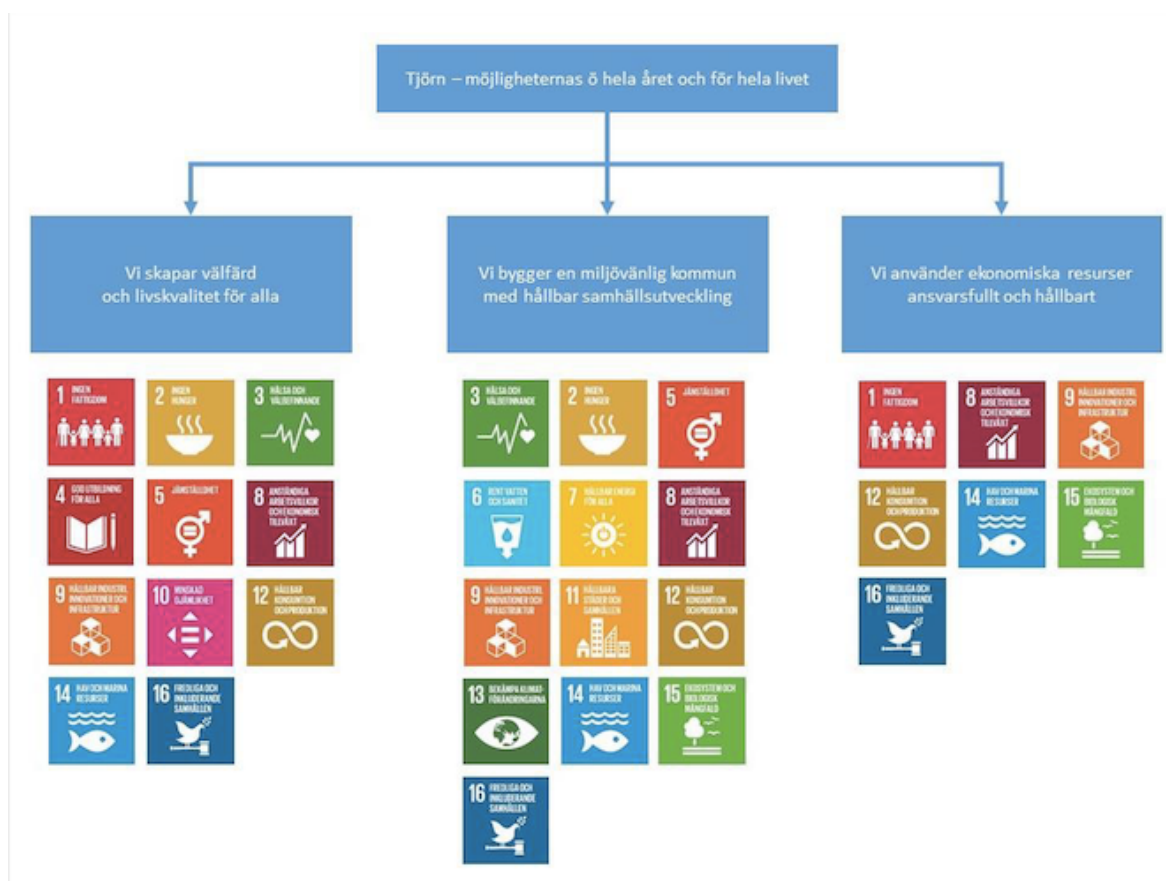 Tjörn – möjligheternas ö hela året och för hela livet
Vi skapar välfärd
och livskvalitet för alla
1 INGEN
FATTIGDOM
2 INGEN
HUNGER
3 HÄLSA OCH
VÄLBEFINNANDE
4 GOD UTBILDNING
FÖR ALLA
5 JÄMSTÄLLDHET
8 ANSTÄNDIGA
ARBETSVILLKOR
OCH EKONOMISK
TILLVÄXT
9 HÅLLBAR INDUSTRI,
INNOVATIONER OCH
INFRASTRUKTUR
10 MINSKAD
OJÄMLIKHET
12 HÅLLBAR
KONSUMTION
OCH PRODUKTION
14 HAV OCH MARINA
RESURSER
16 FREDLIGA OCH
INKLUDERANDE
SAMHÄLLEN
Vi bygger en miljövänlig kommun
med hållbar samhällsutveckling
3 HÄLSA OCH
VÄLBEFINNANDE
2 INGEN
HUNGER
5 JÄMSTÄLLDHET
6 RENT VATTEN
OCH SANITET
7 HÅLLBAR ENERGI
FÖR ALLA
8 ANSTÄNDIGA
ARBETSVILLKOR
OCH EKONOMISK
TILLVÄXT
9 HÅLLBAR INDUSTRI,
INNOVATIONER OCH
INFRASTRUKTUR
11 HÅLLBARA
STÄDER OCH
SAMHÄLLEN
12 HÅLLBAR
KONSUMTION
OCH PRODUKTION
13 BEKÄMPA KLIMAT-
FÖRÄNDRINGARNA
14 HAV OCH MARINA
RESURSER
15 EKOSYSTEM OCH
BIOLOGISK
MÅNGFALD
16 FREDLIGA OCH
INKLUDERANDE
SAMHÄLLEN
Vi använder ekonomiska resurser
ansvarsfullt och hållbart
1 INGEN
FATTIGDOM
8 ANSTÄNDIGA
ARBETSVILLKOR
OCH EKONOMISK
TILLVÄXT
9 HÅLLBAR INDUSTRI,
INNOVATIONER OCH
INFRASTRUKTUR
12 HÅLLBAR
KONSUMTION
OCH PRODUKTION
14 HAV OCH MARINA
RESURSER
15 EKOSYSTEM OCH
BIOLOGISK
MÅNGFALD
16 FREDLIGA OCH
INKLUDERANDE
SAMHÄLLEN